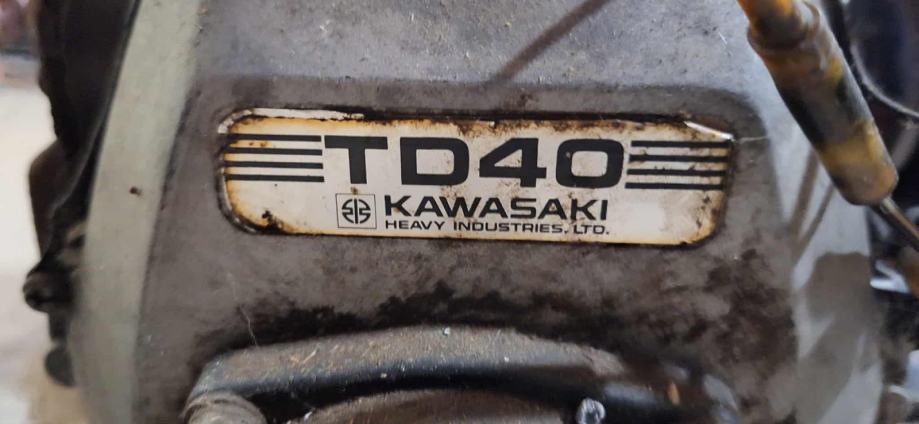 TD40
KAWASAKI
HEAVY INDUSTRIES, LTD.